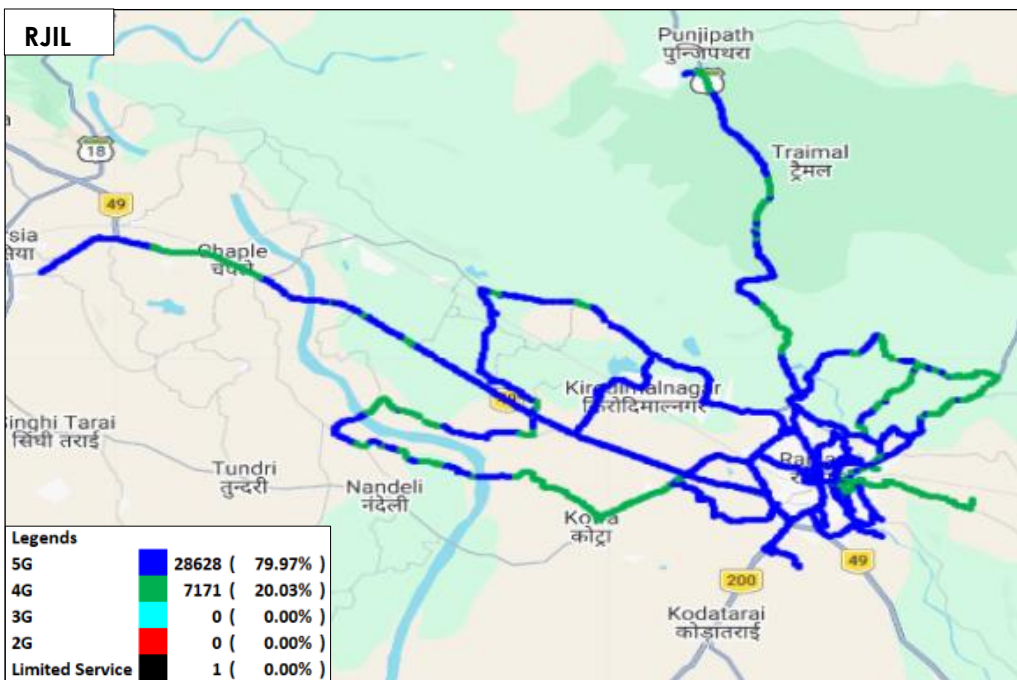 RJIL
Punjipath
पुन्जिपथरा
18
Traimal
ट्रैमल
49
rsia
सिया
Chaple
चपले
Kirodimalnagar
किरोदिमालनगर
Singhi Tarai
सिंघी तराई
Tundri
तुन्दरी
Nandeli
नंदेली
Kotra
कोट्रा
49
200
Kodatarai
कोड़ातराई
Legends
5G 28628 ( 79.97% )
4G 7171 ( 20.03% )
3G 0 ( 0.00% )
2G 0 ( 0.00% )
Limited Service 1 ( 0.00% )